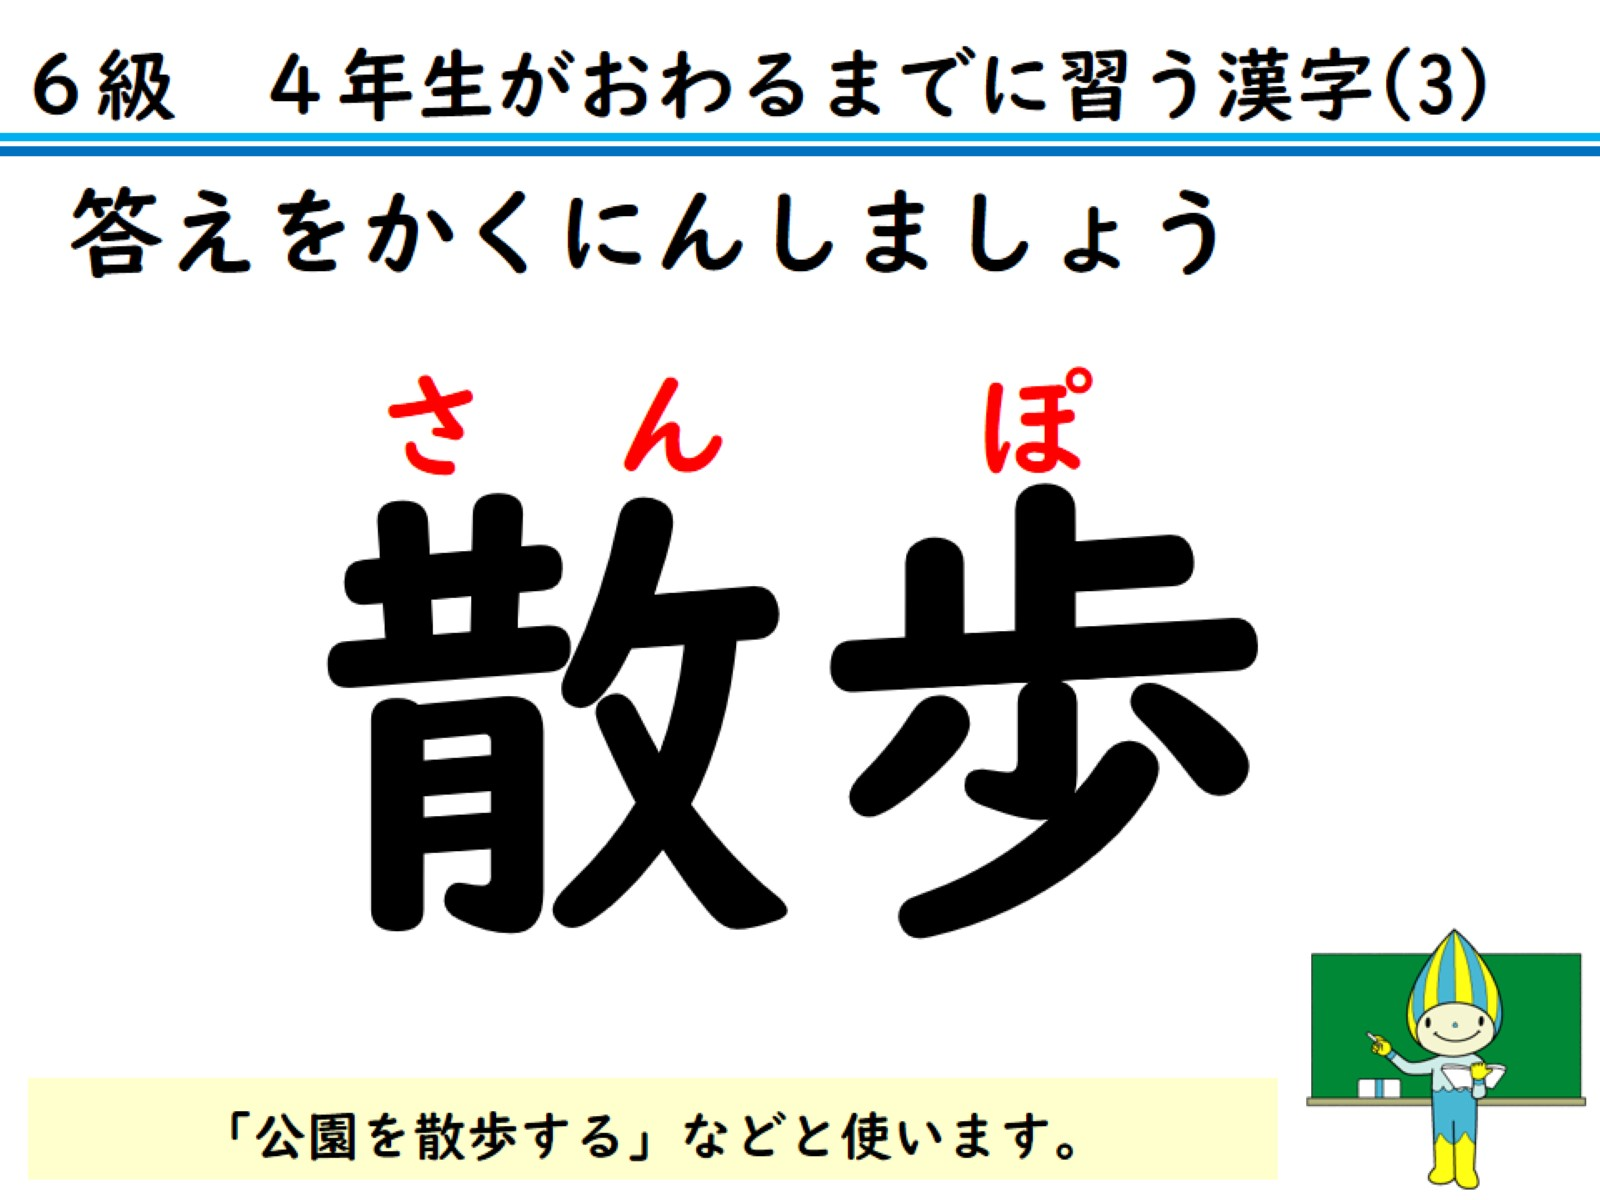 ６級　４年生がおわるまでに習う漢字(3)
答えをかくにんしましょう
さんぽ
散歩
「公園を散歩する」などと使います。